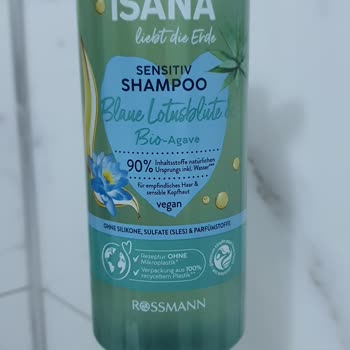 ISANA
liebt die Erde
SENSITIV
SHAMPOO
Blaue Lotusblüte &
Bio-AGAVE
90% Inhaltsstoffe natürlichen
Ursprungs inkl. Wasser
für empfindliches Haar &
sensible Kopfhaut
vegan
OHNE SILIKONE, SULFATE (SLES) & PARFÜMSTOFFE
Rezeptur OHNE
Mikroplastik
Verpackung aus 100%
recyceltem Plastik
ROSSMANN